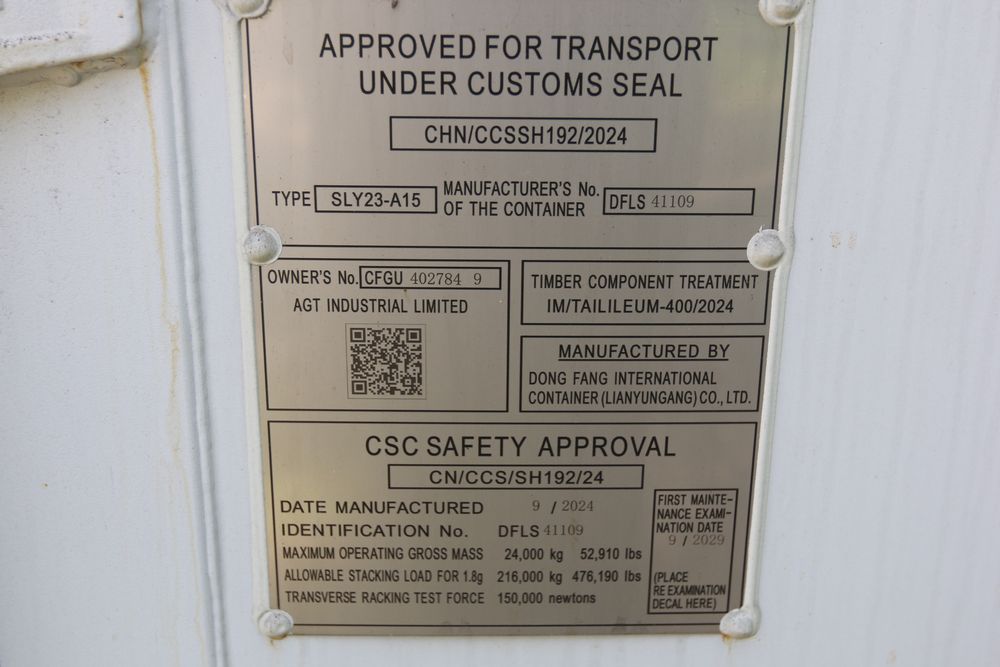 APPROVED FOR TRANSPORT
UNDER CUSTOMS SEAL
CHN/CCSSH192/2024
TYPE SLY23-A15 MANUFACTURER'S No. OF THE CONTAINER DFLS 41109
OWNER'S No. CFGU 402784 9
AGT INDUSTRIAL LIMITED
TIMBER COMPONENT TREATMENT
IM/TAILILEUM-400/2024
MANUFACTURED BY
DONG FANG INTERNATIONAL
CONTAINER (LIANYUNGANG) CO., LTD.
CSC SAFETY APPROVAL
CN/CCS/SH192/24
DATE MANUFACTURED 9 / 2024
IDENTIFICATION No. DFLS 41109
MAXIMUM OPERATING GROSS MASS 24,000 kg 52,910 lbs
ALLOWABLE STACKING LOAD FOR 1.8g 216,000 kg 476,190 lbs
TRANSVERSE RACKING TEST FORCE 150,000 newtons
FIRST MAINTE-
NANCE EXAMI-
NATION DATE
9 / 2029
(PLACE
RE EXAMINATION
DECAL HERE)